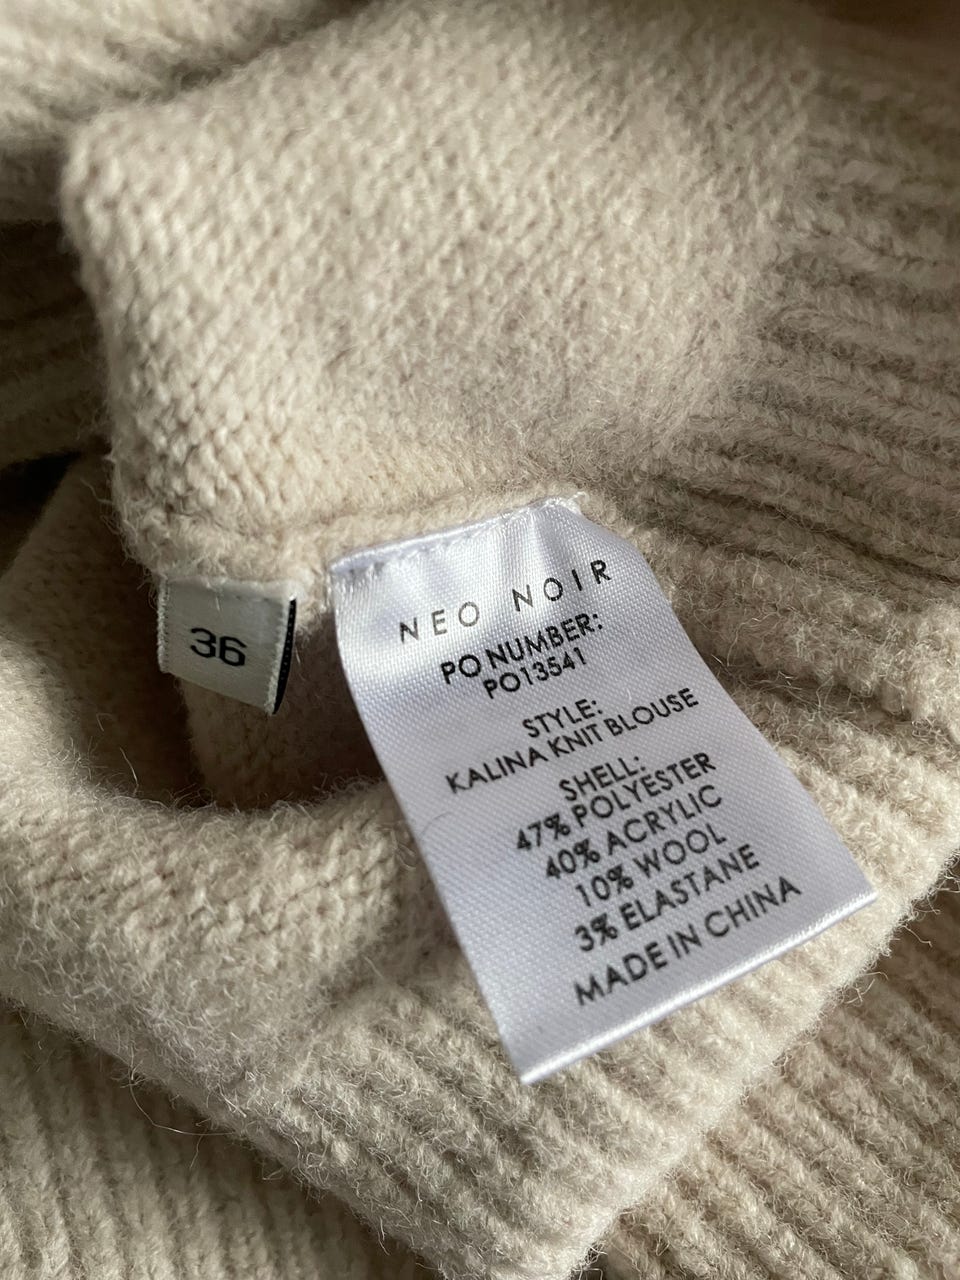 36
NEO NOIR
PO NUMBER:
PO13541
STYLE:
KALINA KNIT BLOUSE
SHELL:
47% POLYESTER
40% ACRYLIC
10% WOOL
3% ELASTANE
MADE IN CHINA